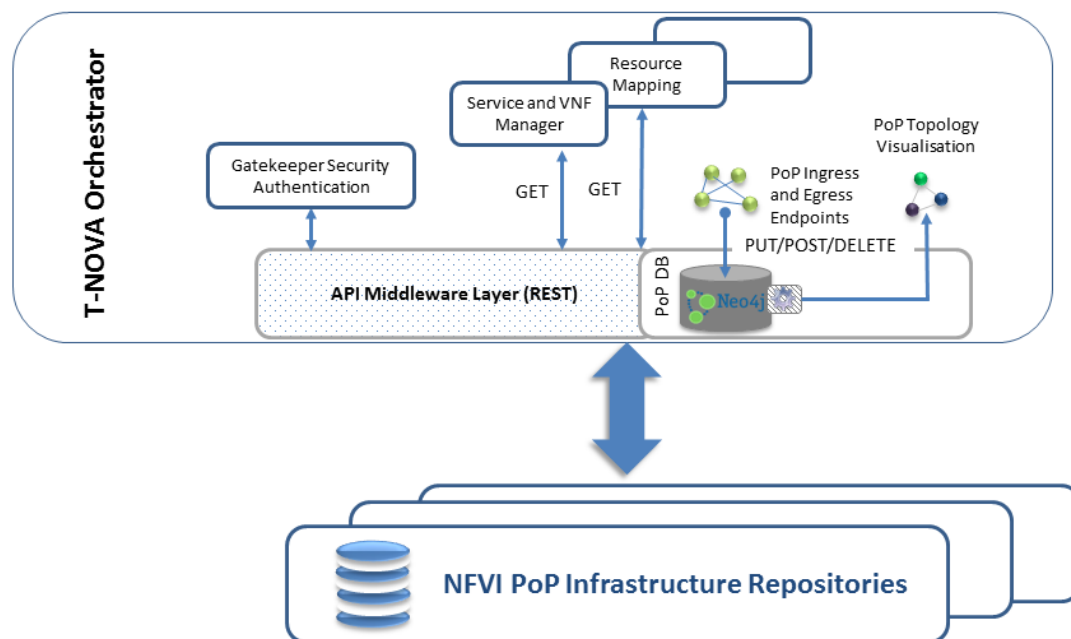 T-NOVA Orchestrator
Resource
Mapping
Service and VNF
Manager
Gatekeeper Security
Authentication
GET
GET
PoP Ingress
and Egress
Endpoints
PoP Topology
Visualisation
PUT/POST/DELETE
API Middleware Layer (REST)
PoP DB
Neo4j
NFVI PoP Infrastructure Repositories